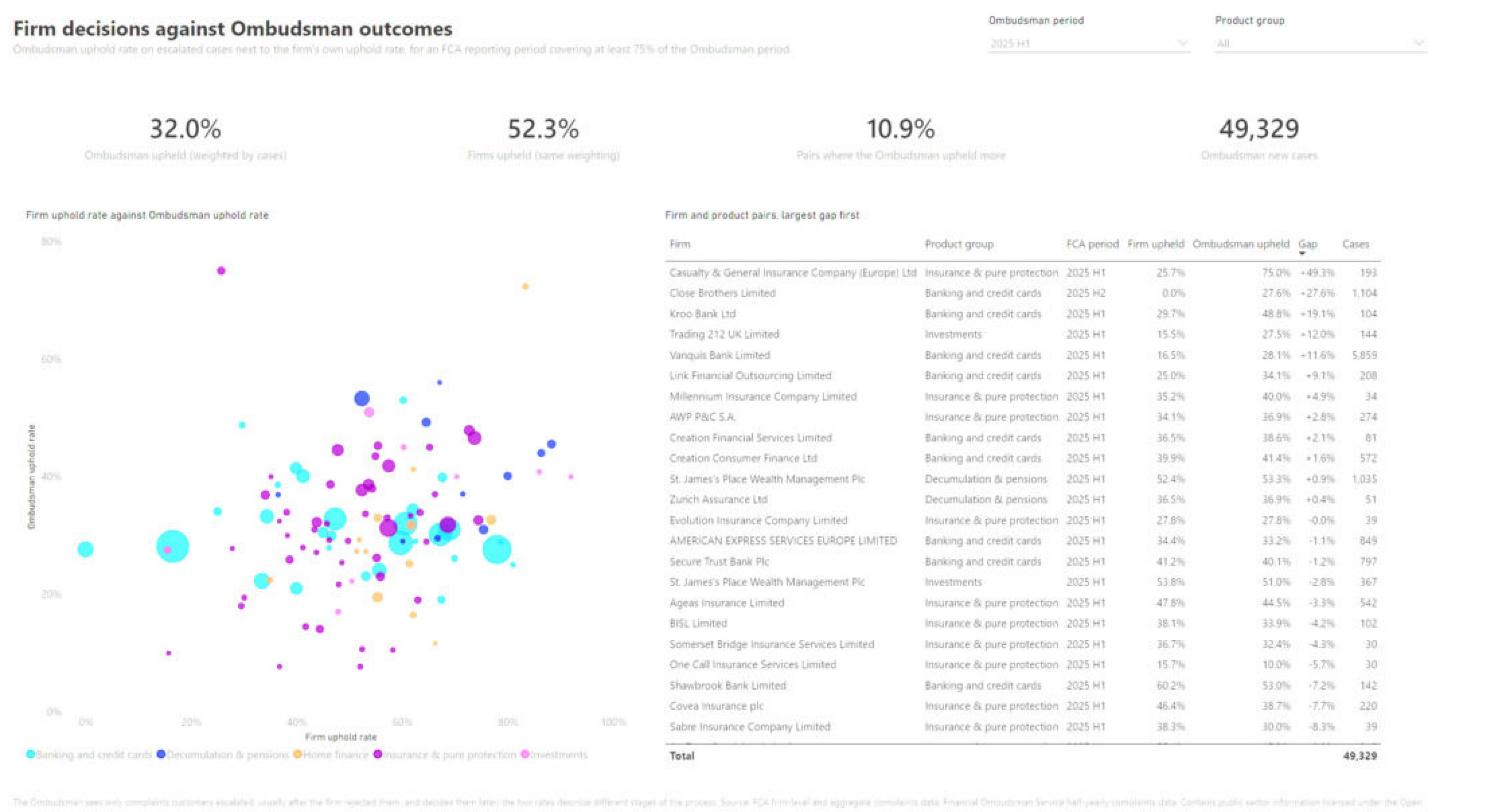 Firm decisions against Ombudsman outcomes
Ombudsman uphold rate on escalated cases next to the firm's own uphold rate, for an FCA reporting period covering at least 75% of the Ombudsman period.
Ombudsman period
2025 H1
Product group
All
32.0%
Ombudsman upheld (weighted by cases)
52.3%
Firms upheld (same weighting)
10.9%
Pairs where the Ombudsman upheld more
49,329
Ombudsman new cases
Firm uphold rate against Ombudsman uphold rate
80%
60%
40%
20%
0%
Ombudsman uphold rate
0% 20% 40% 60% 80% 100%
Firm uphold rate
Banking and credit cards Decumulation & pensions Home finance Insurance & pure protection Investments
Firm and product pairs, largest gap first
Firm Product group FCA period Firm upheld Ombudsman upheld Gap Cases
Casualty & General Insurance Company (Europe) Ltd Insurance & pure protection 2025 H1 25.7% 75.0% +49.3% 193
Close Brothers Limited Banking and credit cards 2025 H2 0.0% 27.6% +27.6% 1,104
Kroo Bank Ltd Banking and credit cards 2025 H1 29.7% 48.8% +19.1% 104
Trading 212 UK Limited Investments 2025 H1 15.5% 27.5% +12.0% 144
Vanquis Bank Limited Banking and credit cards 2025 H1 16.5% 28.1% +11.6% 5,859
Link Financial Outsourcing Limited Banking and credit cards 2025 H1 25.0% 34.1% +9.1% 208
Millennium Insurance Company Limited Insurance & pure protection 2025 H1 35.2% 40.0% +4.9% 34
AWP P&C S.A. Insurance & pure protection 2025 H1 34.1% 36.9% +2.8% 274
Creation Financial Services Limited Banking and credit cards 2025 H1 36.5% 38.6% +2.1% 81
Creation Consumer Finance Ltd Banking and credit cards 2025 H1 39.9% 41.4% +1.6% 572
St. James's Place Wealth Management Plc Decumulation & pensions 2025 H1 52.4% 53.3% +0.9% 1,035
Zurich Assurance Ltd Decumulation & pensions 2025 H1 36.5% 36.9% +0.4% 51
Evolution Insurance Company Limited Insurance & pure protection 2025 H1 27.8% 27.8% -0.0% 39
AMERICAN EXPRESS SERVICES EUROPE LIMITED Banking and credit cards 2025 H1 34.4% 33.2% -1.1% 849
Secure Trust Bank Plc Banking and credit cards 2025 H1 41.2% 40.1% -1.2% 797
St. James's Place Wealth Management Plc Investments 2025 H1 53.8% 51.0% -2.8% 367
Ageas Insurance Limited Insurance & pure protection 2025 H1 47.8% 44.5% -3.3% 542
BISL Limited Insurance & pure protection 2025 H1 38.1% 33.9% -4.2% 102
Somerset Bridge Insurance Services Limited Insurance & pure protection 2025 H1 36.7% 32.4% -4.3% 30
One Call Insurance Services Limited Insurance & pure protection 2025 H1 15.7% 10.0% -5.7% 30
Shawbrook Bank Limited Banking and credit cards 2025 H1 60.2% 53.0% -7.2% 142
Covea Insurance plc Insurance & pure protection 2025 H1 46.4% 38.7% -7.7% 220
Sabre Insurance Company Limited Insurance & pure protection 2025 H1 38.3% 30.0% -8.3% 39
Total 49,329
The Ombudsman sees only complaints customers escalated, usually after the firm rejected them, and decides them later; the two rates describe different stages of the process. Source: FCA firm-level and aggregate complaints data; Financial Ombudsman Service half-yearly complaints data. Contains public sector information licensed under the Open